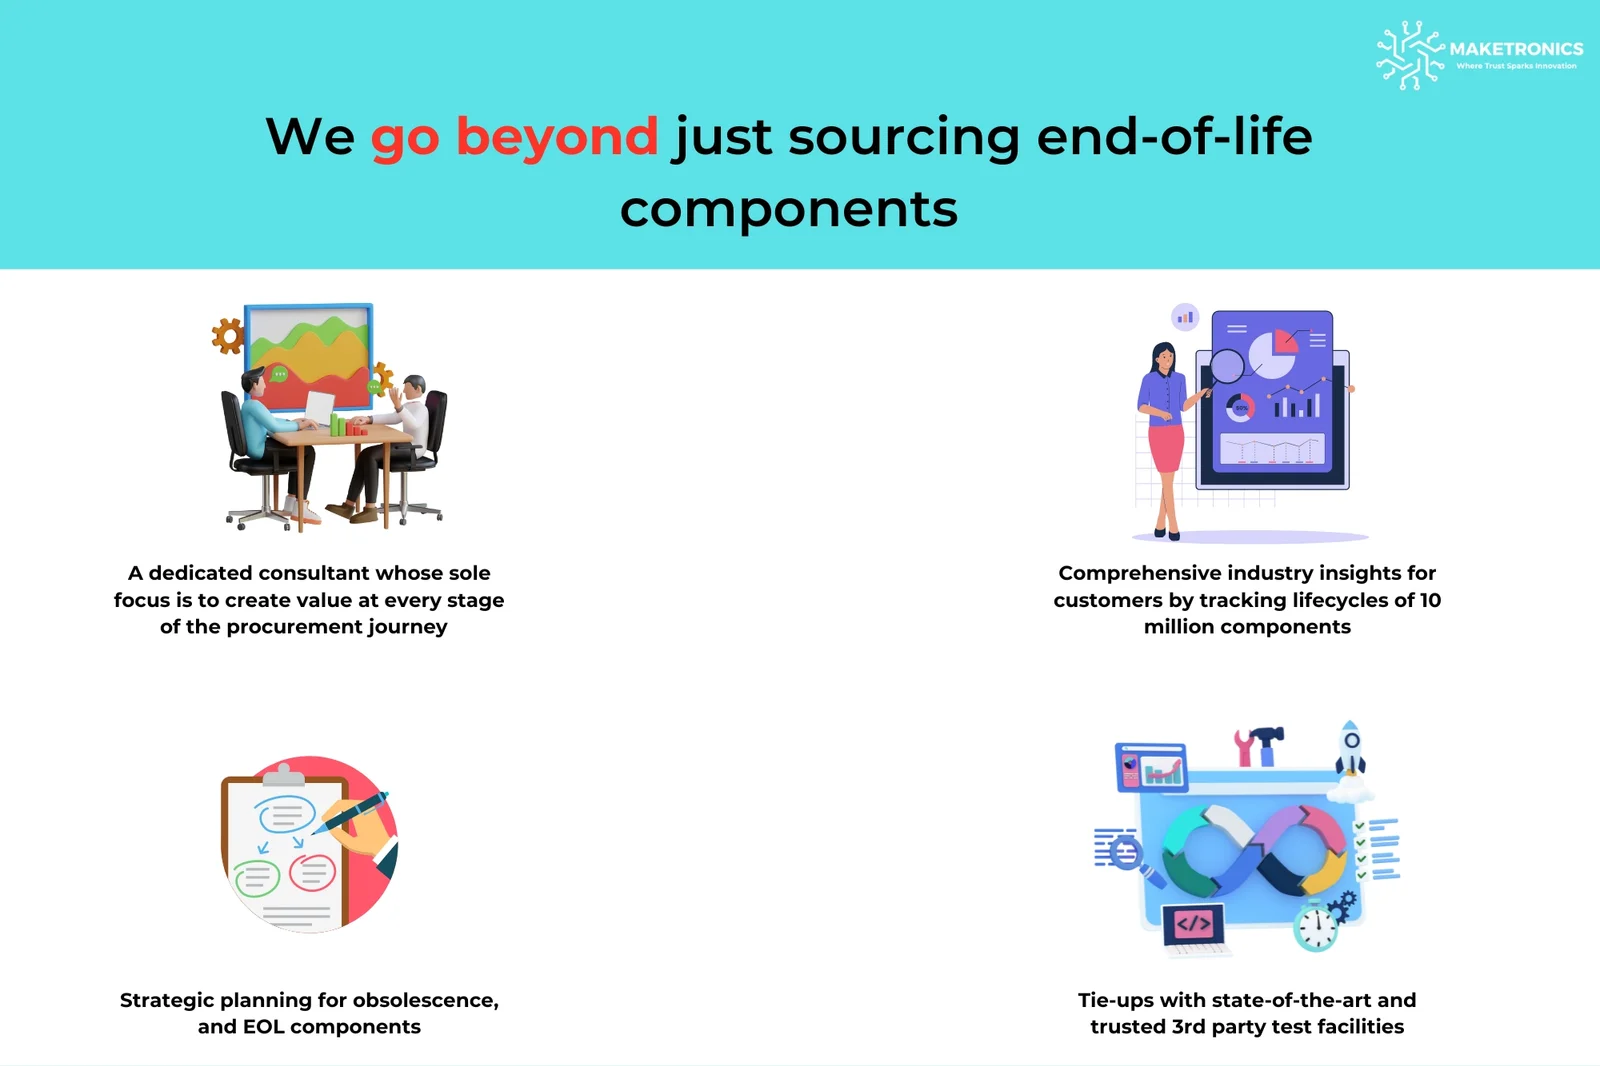 MAKETRONICS
Where Trust Sparks Innovation
We go beyond just sourcing end-of-life
components
50%
A dedicated consultant whose sole
focus is to create value at every stage
of the procurement journey
Comprehensive industry insights for
customers by tracking lifecycles of 10
million components
</>
Strategic planning for obsolescence,
and EOL components
Tie-ups with state-of-the-art and
trusted 3rd party test facilities